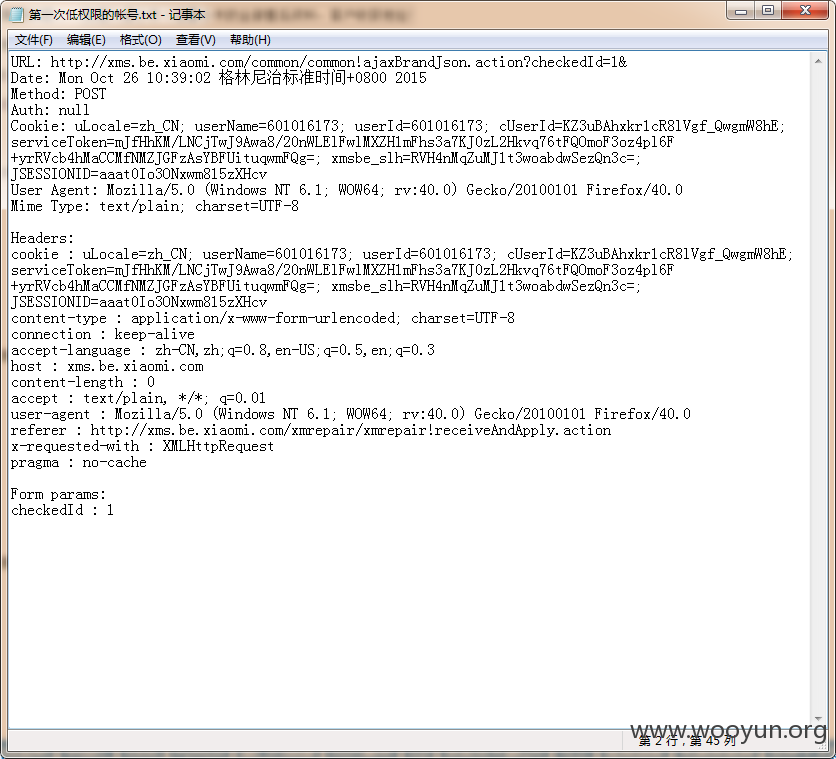 第一次低权限的帐号.txt - 记事本
文件(F) 编辑(E) 格式(O) 查看(V) 帮助(H)
URL: http://xms.be.xiaomi.com/common/common!ajaxBrandJson.action?checkedId=1&
Date: Mon Oct 26 10:39:02 格林尼治标准时间+0800 2015
Method: POST
Auth: null
Cookie: uLocale=zh_CN; userName=601016173; userId=601016173; cUserId=KZ3uBAhxkr1cR8lVgf_QwgmW8hE;
serviceToken=mJfHhKM/LNCjTwJ9Awa8/20nWLElFwlMXZH1mFhs3a7KJ0zL2Hkvq76tFQOmoF3oz4pl6F
+yrRVcb4hMaCCMfNMZJGFzAsYBFUituqwmFQg=; xmsbe_slh=RVH4nMqZuMJ1t3woabdwSezQn3c=;
JSESSIONID=aaat0Io3ONxwm815zXHcv
User Agent: Mozilla/5.0 (Windows NT 6.1; WOW64; rv:40.0) Gecko/20100101 Firefox/40.0
Mime Type: text/plain; charset=UTF-8
Headers:
cookie : uLocale=zh_CN; userName=601016173; userId=601016173; cUserId=KZ3uBAhxkr1cR8lVgf_QwgmW8hE;
serviceToken=mJfHhKM/LNCjTwJ9Awa8/20nWLElFwlMXZH1mFhs3a7KJ0zL2Hkvq76tFQOmoF3oz4pl6F
+yrRVcb4hMaCCMfNMZJGFzAsYBFUituqwmFQg=; xmsbe_slh=RVH4nMqZuMJ1t3woabdwSezQn3c=;
JSESSIONID=aaat0Io3ONxwm815zXHcv
content-type : application/x-www-form-urlencoded; charset=UTF-8
connection : keep-alive
accept-language : zh-CN,zh;q=0.8,en-US;q=0.5,en;q=0.3
host : xms.be.xiaomi.com
content-length : 0
accept : text/plain, */*; q=0.01
user-agent : Mozilla/5.0 (Windows NT 6.1; WOW64; rv:40.0) Gecko/20100101 Firefox/40.0
referer : http://xms.be.xiaomi.com/xmrepair/xmrepair!receiveAndApply.action
x-requested-with : XMLHttpRequest
pragma : no-cache
Form params:
checkedId : 1
www.wooyun.org
第 2 行，第 45 列